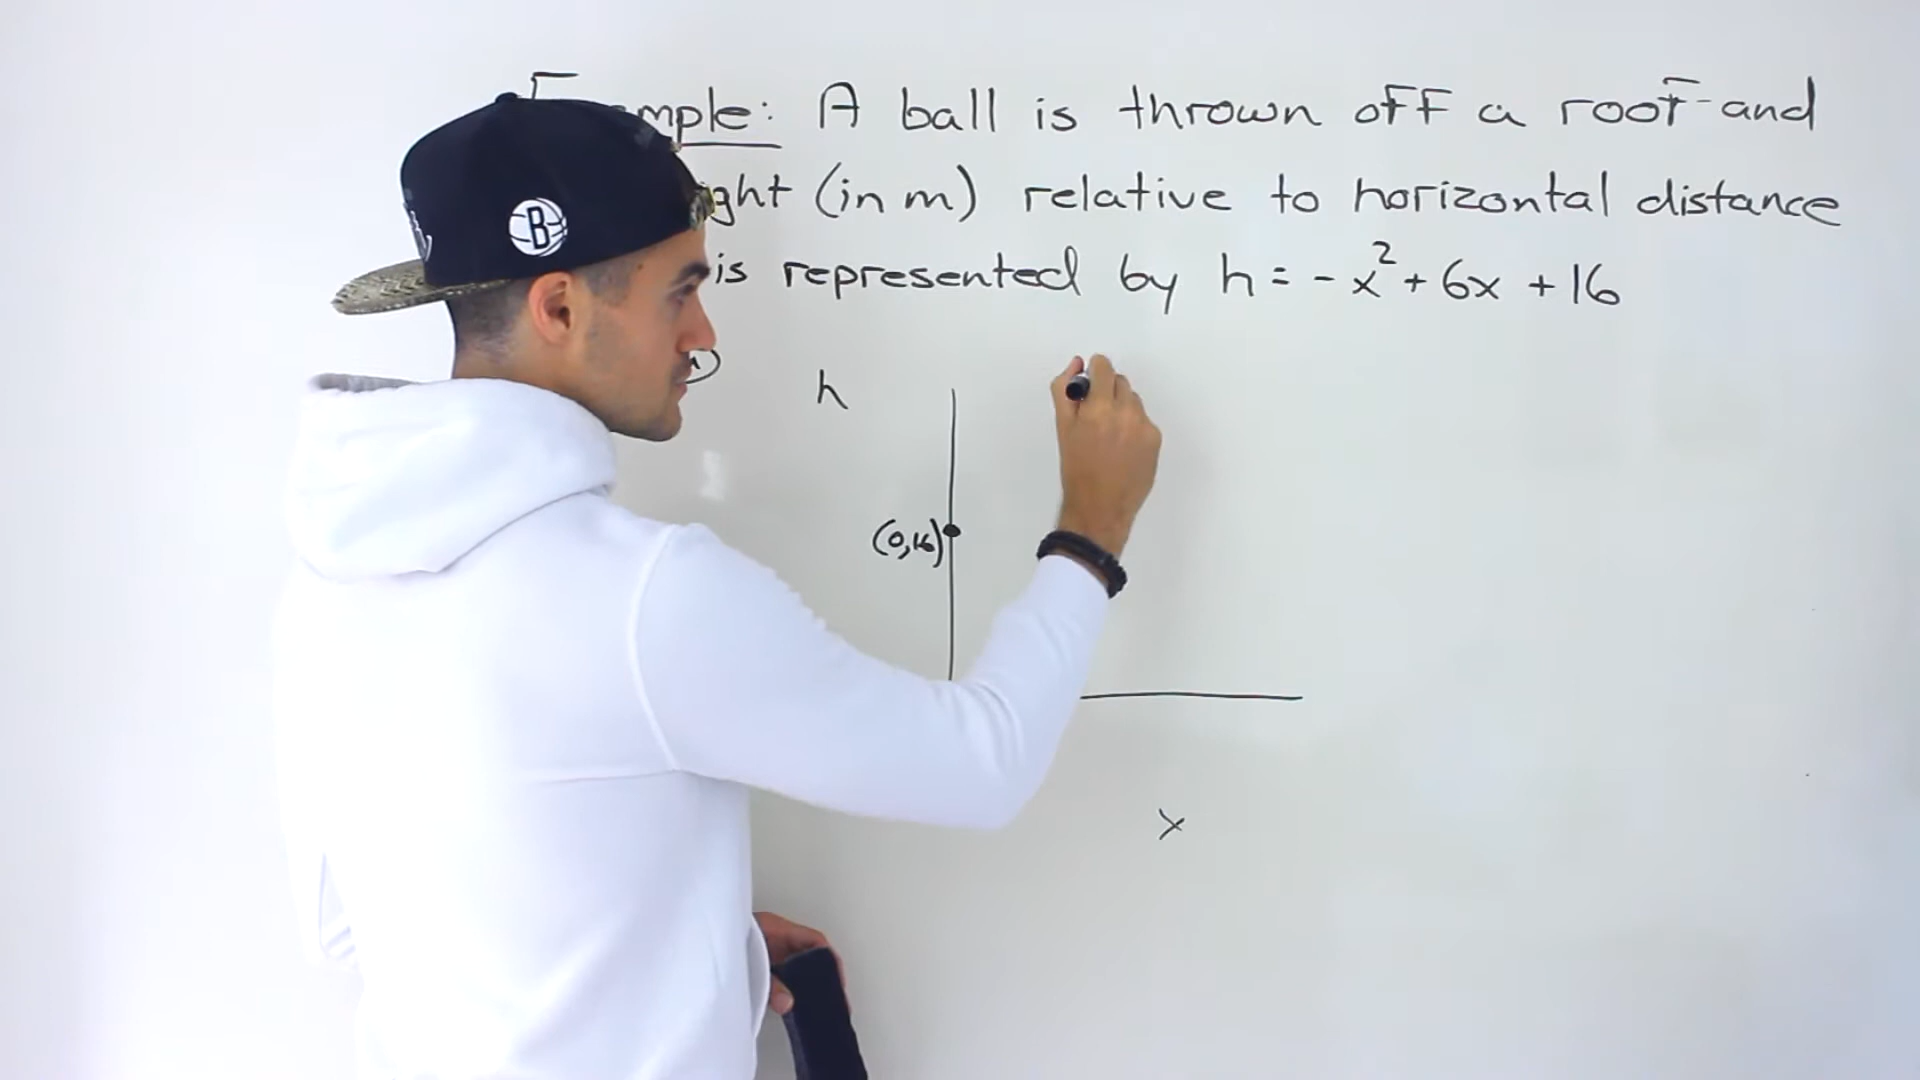 Example: A ball is thrown off a roof and
(in m) relative to horizontal distance
is represented by h = -x² + 6x + 16
h
(0,16)
x
B